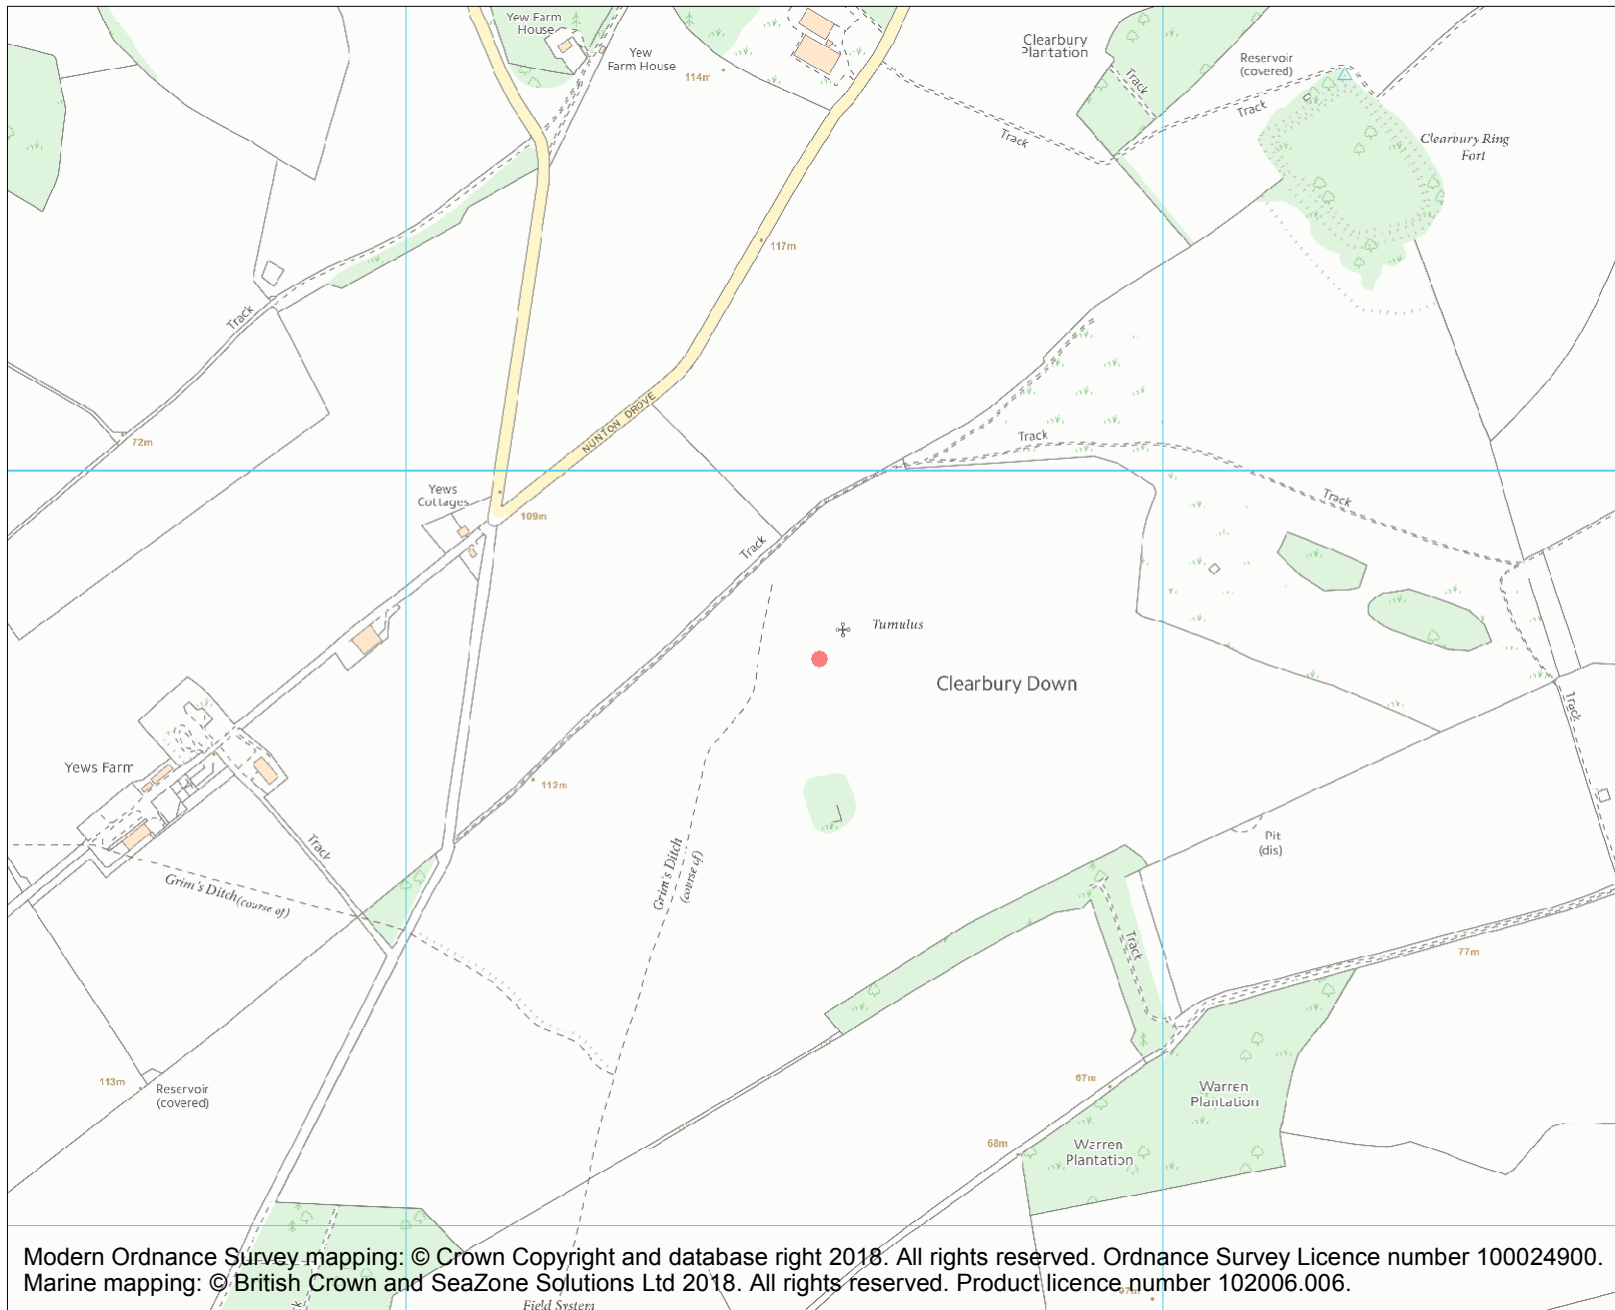 Yew Farm
House
Yew
Farm House
114m
Clearbury
Plantation
Track
Reservoir
(covered)
Track
Track
Clearbury Ring
Fort
117m
Track
72m
NUNTON DROVE
Track
Yews
Cottages
109m
Track
Track
Tumulus
Clearbury Down
Track
Yews Farm
112m
Track
Pit
(dis)
Grim's Ditch (course of)
Grim's Ditch
(course of)
Track
77m
113m
Reservoir
(covered)
67m
Warren
Plantation
68m
Warren
Plantation
Modern Ordnance Survey mapping: © Crown Copyright and database right 2018. All rights reserved. Ordnance Survey Licence number 100024900.
Marine mapping: © British Crown and SeaZone Solutions Ltd 2018. All rights reserved. Product licence number 102006.006.
Field System